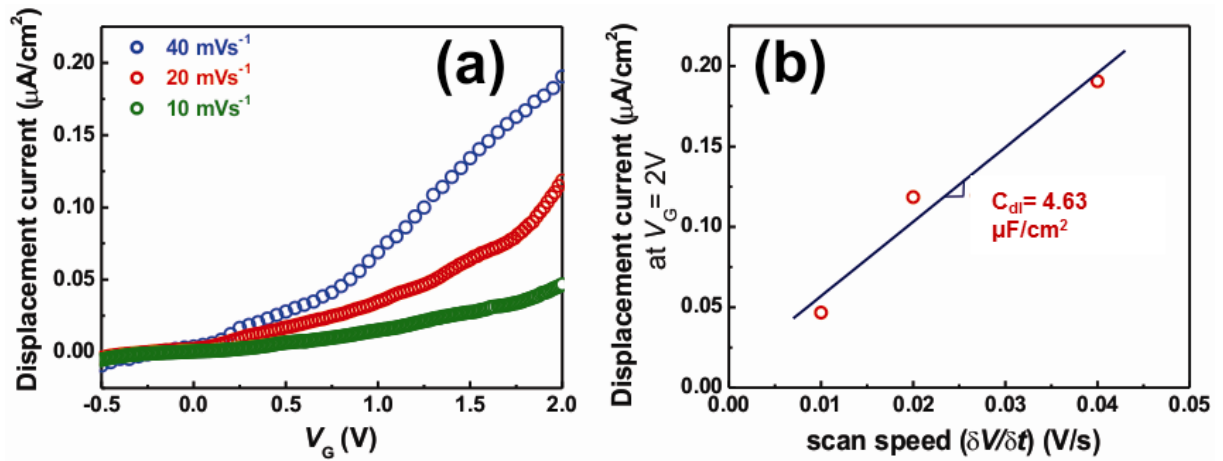 (a)
40 mVs⁻¹
20 mVs⁻¹
10 mVs⁻¹
Displacement current (μA/cm²)
0.20
0.15
0.10
0.05
0.00
-0.5 0.0 0.5 1.0 1.5 2.0
V_G (V)
(b)
Displacement current (μA/cm²)
at V_G = 2V
0.20
0.15
0.10
0.05
0.00
C_dl= 4.63
μF/cm²
0.00 0.01 0.02 0.03 0.04 0.05
scan speed (δV/δt) (V/s)